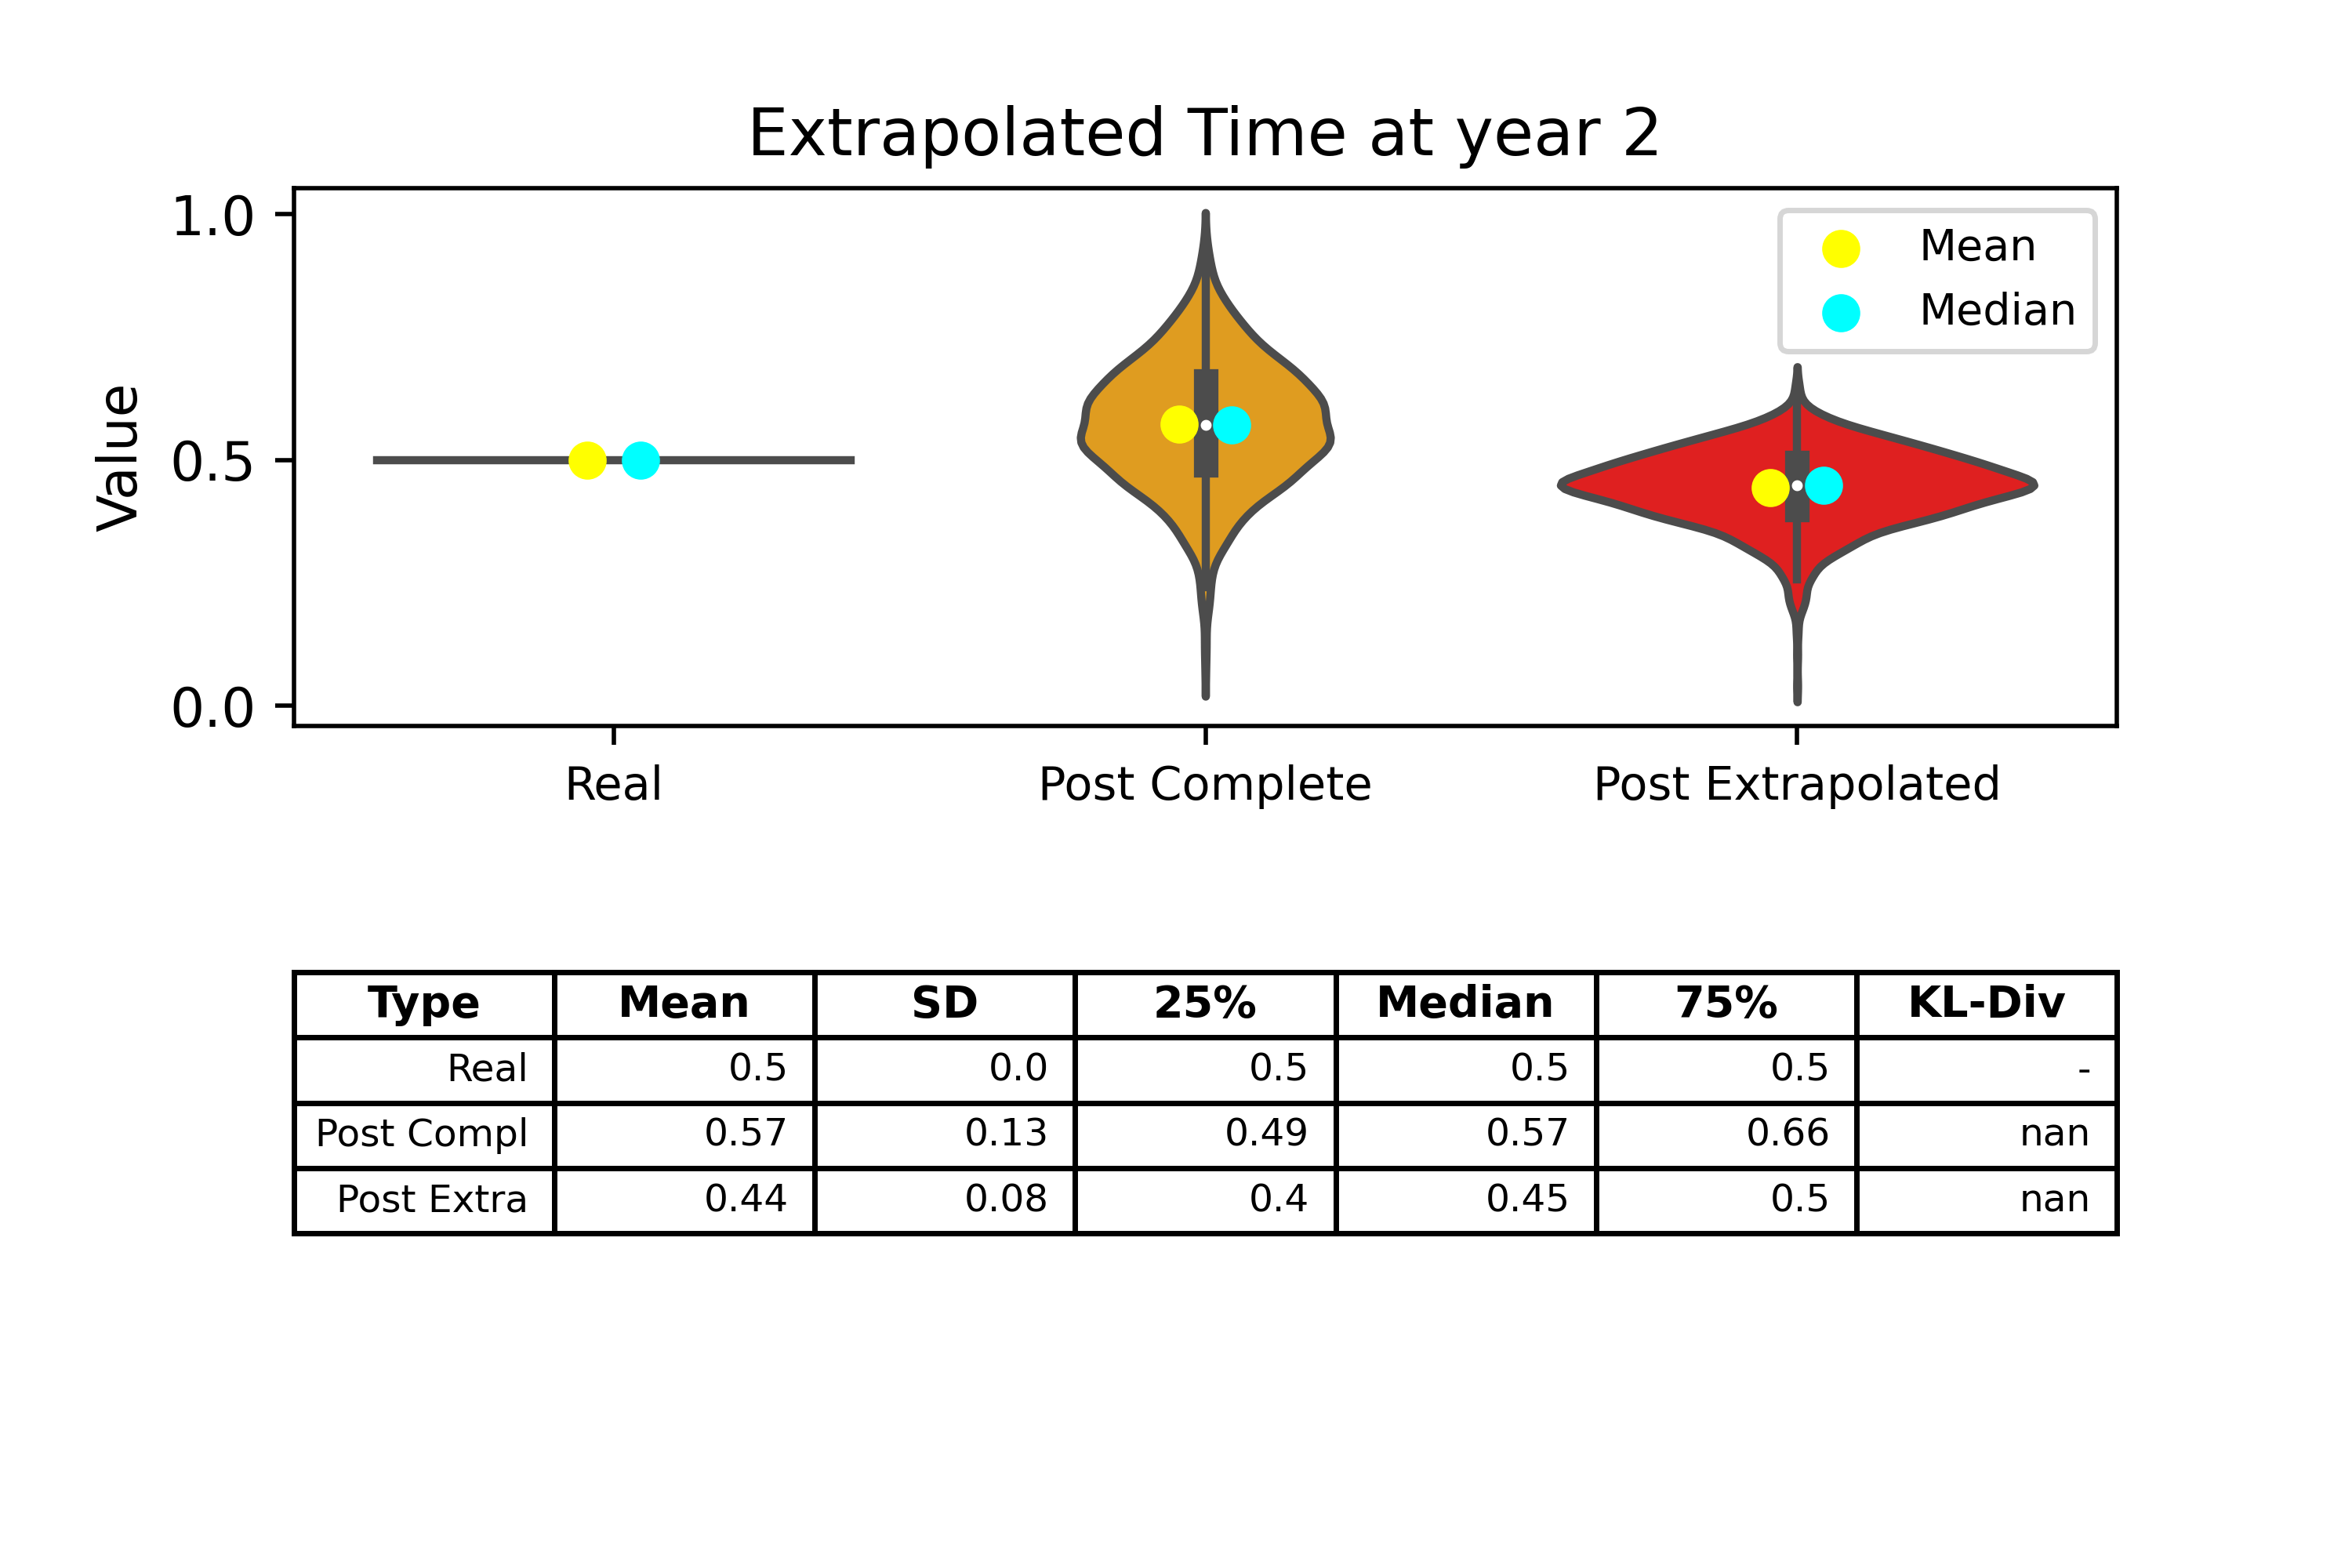 Extrapolated Time at year 2
1.0
0.5
0.0
Value
Mean
Median
Real Post Complete Post Extrapolated
Type Mean SD 25% Median 75% KL-Div
Real 0.5 0.0 0.5 0.5 0.5 -
Post Compl 0.57 0.13 0.49 0.57 0.66 nan
Post Extra 0.44 0.08 0.4 0.45 0.5 nan